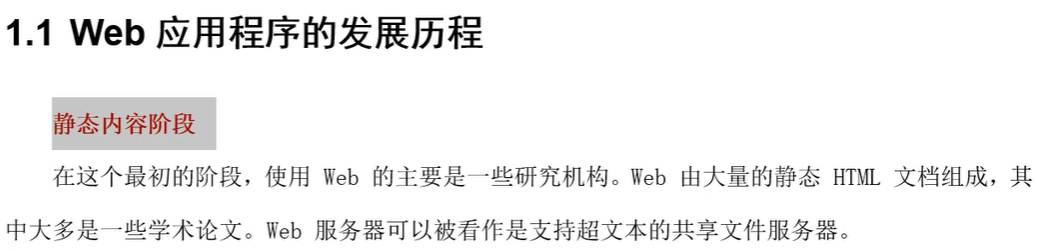 1.1 Web 应用程序的发展历程
静态内容阶段
在这个最初的阶段，使用 Web 的主要是一些研究机构。Web 由大量的静态 HTML 文档组成，其
中大多是一些学术论文。Web 服务器可以被看作是支持超文本的共享文件服务器。